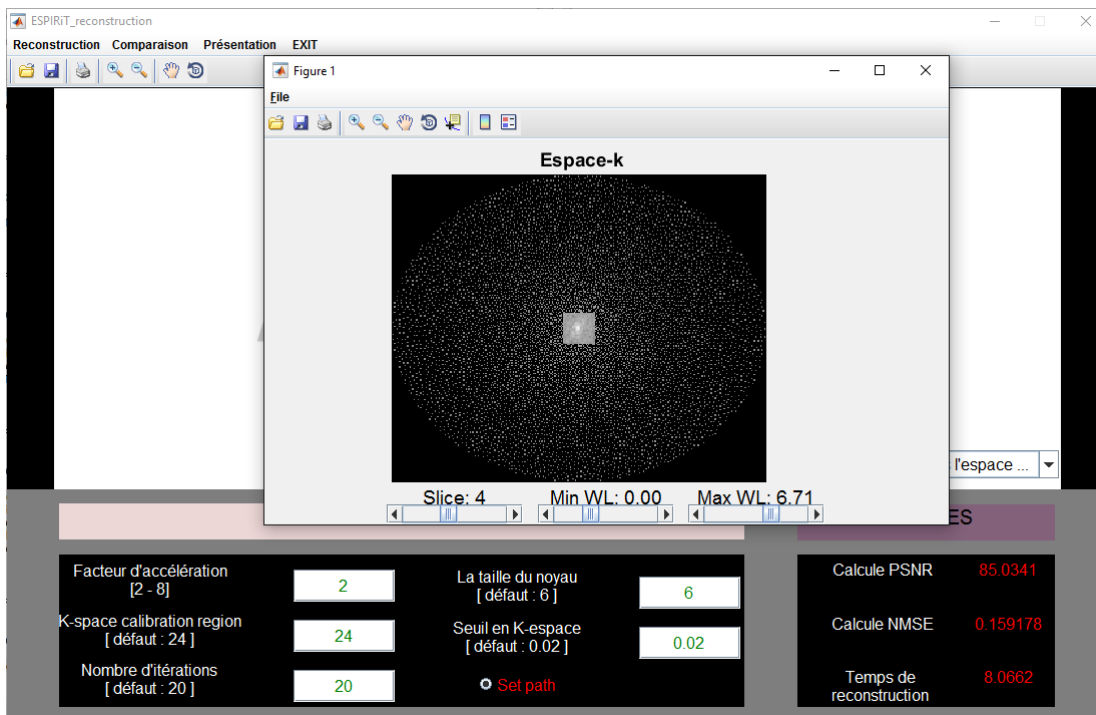 ESPIRiT_reconstruction
Reconstruction Comparaison Présentation EXIT
Figure 1
File
Espace-k
Slice: 4 Min WL: 0.00 Max WL: 6.71
l'espace ...
ES
Facteur d'accélération
[2 - 8]
2
K-space calibration region
[ défaut : 24 ]
24
Nombre d'itérations
[ défaut : 20 ]
20
La taille du noyau
[ défaut : 6 ]
6
Seuil en K-espace
[ défaut : 0.02 ]
0.02
Set path
Calcule PSNR 85.0341
Calcule NMSE 0.159178
Temps de
reconstruction
8.0662